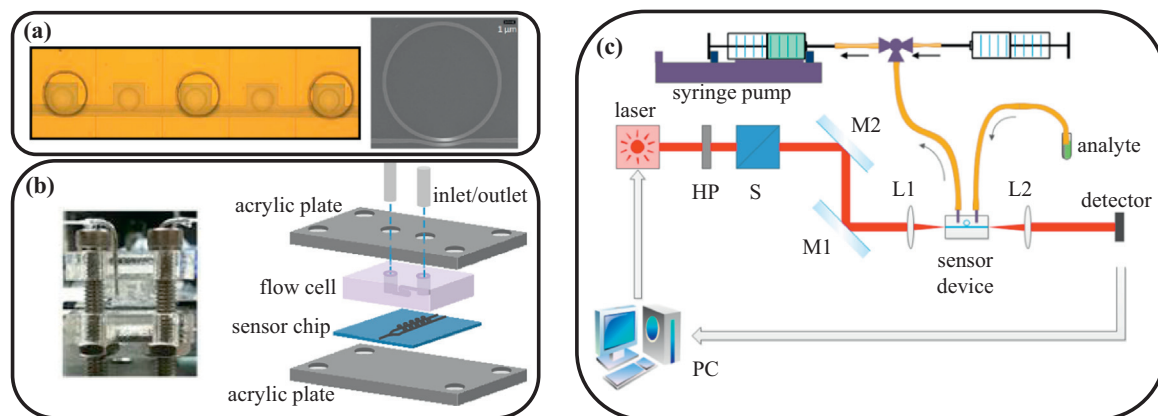 (a)
1 µm
(b)
inlet/outlet
acrylic plate
flow cell
sensor chip
acrylic plate
(c)
syringe pump
laser
M2
analyte
HP
S
L1
L2
detector
M1
sensor
device
PC